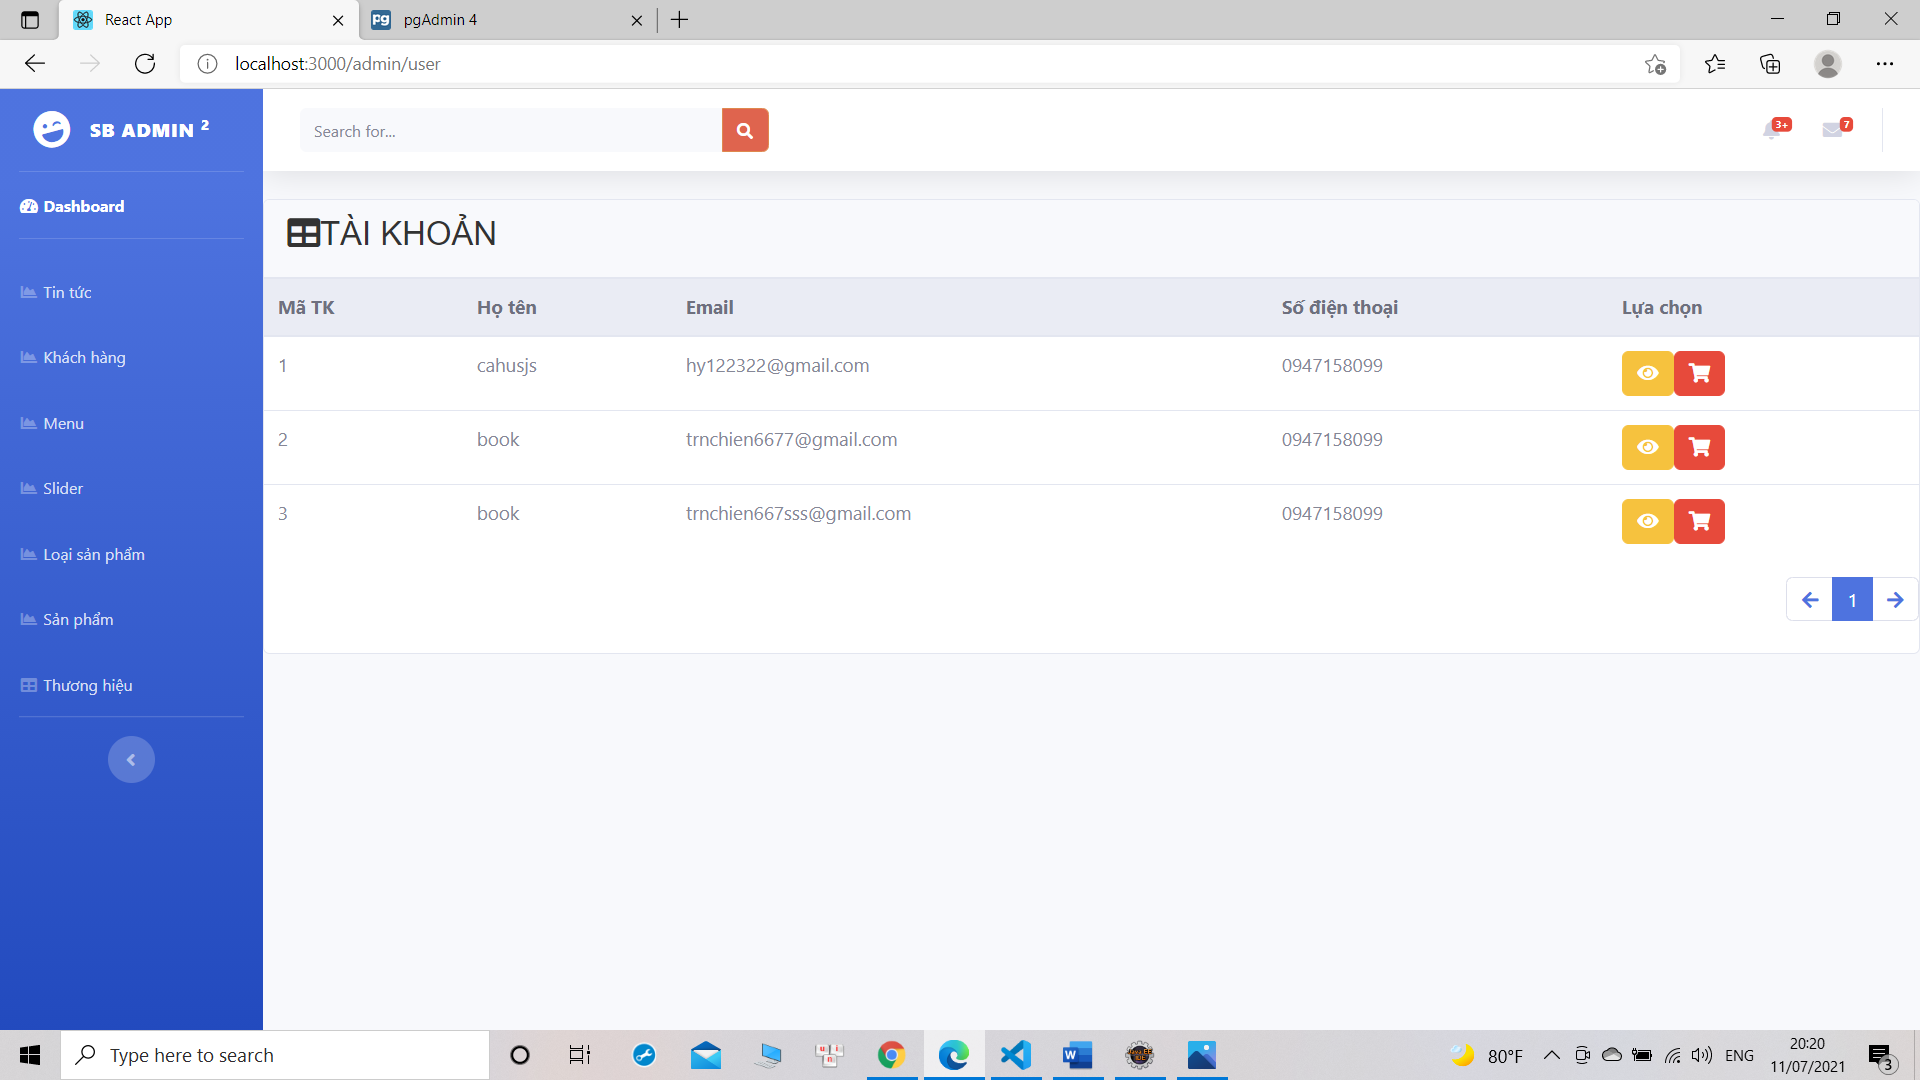 React App
pgAdmin 4
localhost:3000/admin/user
SB ADMIN 2
Search for...
3+
7
Dashboard
TÀI KHOẢN
Tin tức
Khách hàng
Menu
Slider
Loại sản phẩm
Sản phẩm
Thương hiệu
Mã TK Họ tên Email Số điện thoại Lựa chọn
1 cahusjs hy122322@gmail.com 0947158099
2 book trnchien6677@gmail.com 0947158099
3 book trnchien667sss@gmail.com 0947158099
1
Type here to search
80°F
ENG
20:20
11/07/2021
3